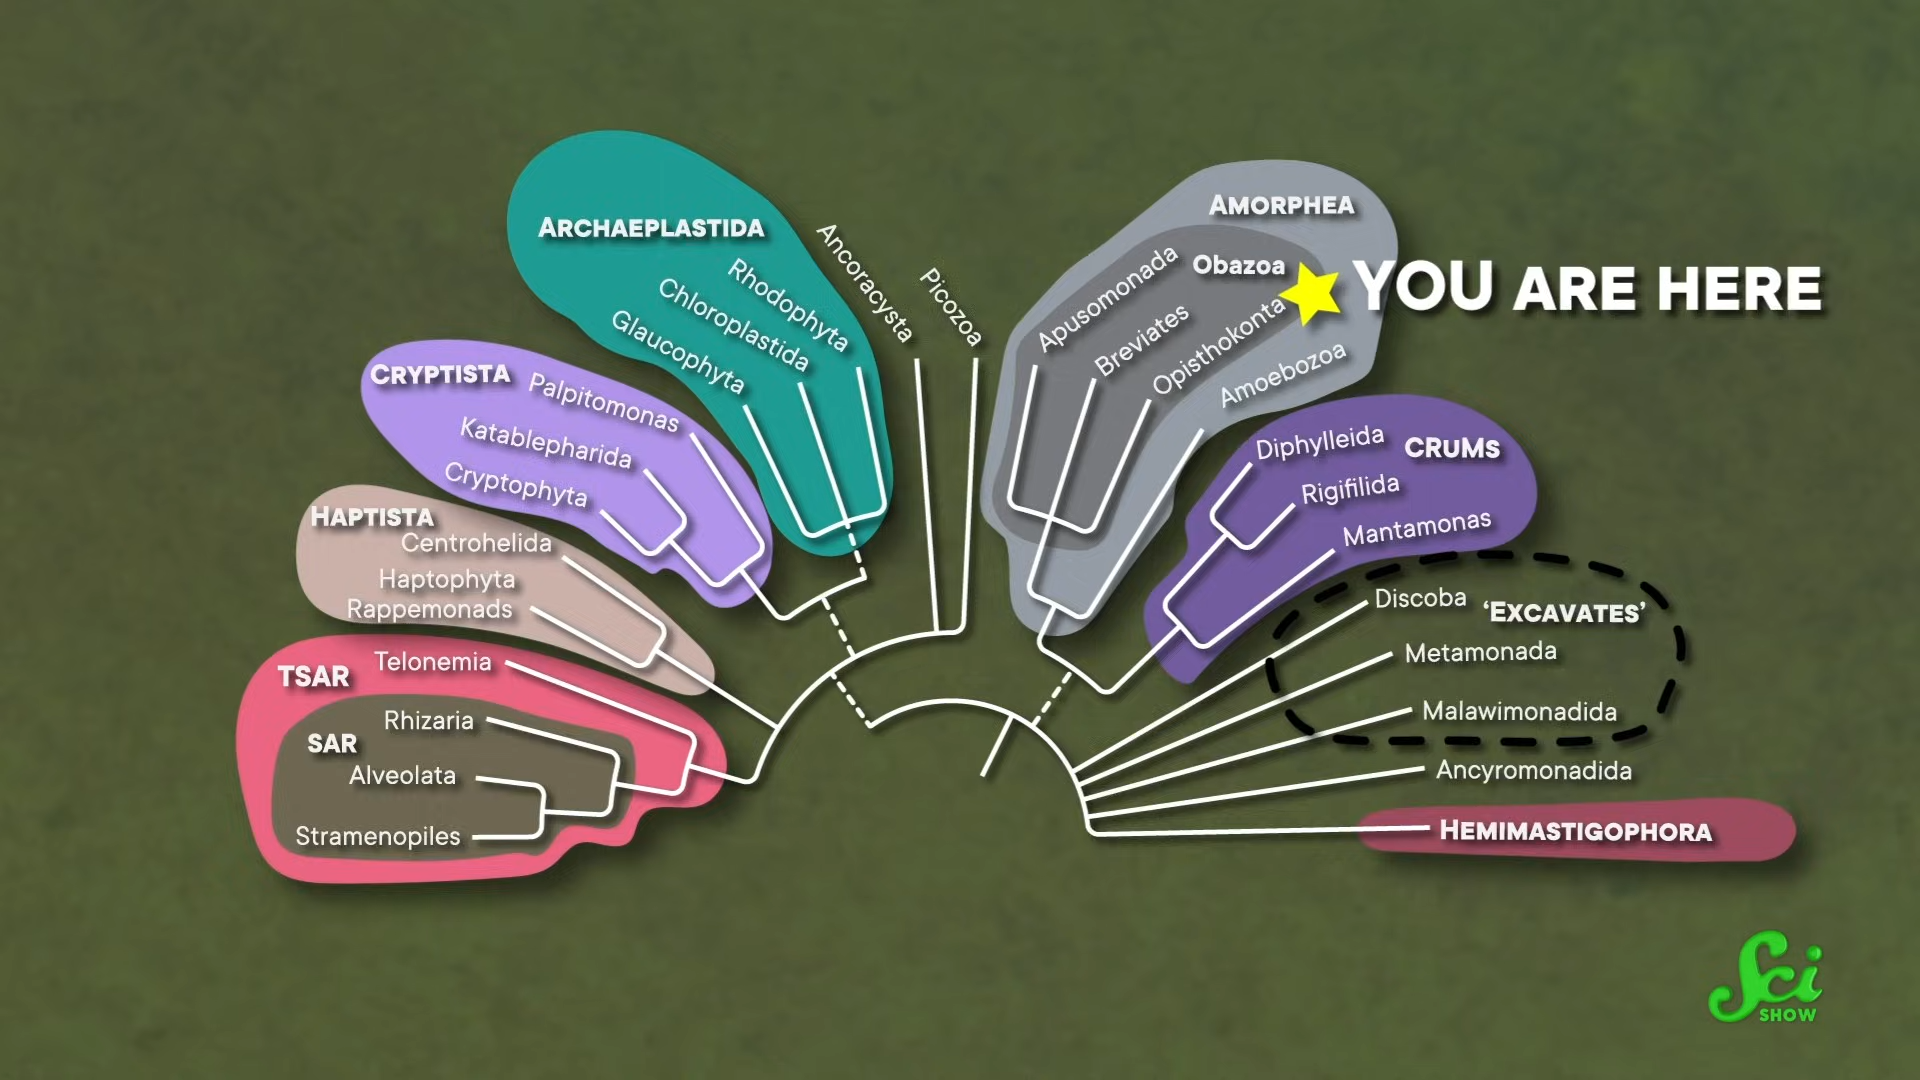 ARCHAEPLASTIDA
Rhodophyta
Chloroplastida
Glaucophyta
Ancoracysta
Picozoa
CRYPTISTA
Palpitomonas
Katablepharida
Cryptophyta
HAPTISTA
Centrohelida
Haptophyta
Rappemonads
TSAR
Telonemia
Rhizaria
SAR
Alveolata
Stramenopiles
AMORPHEA
Obazoa
Apusomonada
Breviates
Opisthokonta
YOU ARE HERE
Amoebozoa
Diphylleida
CRuMs
Rigifilida
Mantamonas
Discoba
‘EXCAVATES’
Metamonada
Malawimonadida
Ancyromonadida
HEMIMASTIGOPHORA
Sci
SHOW